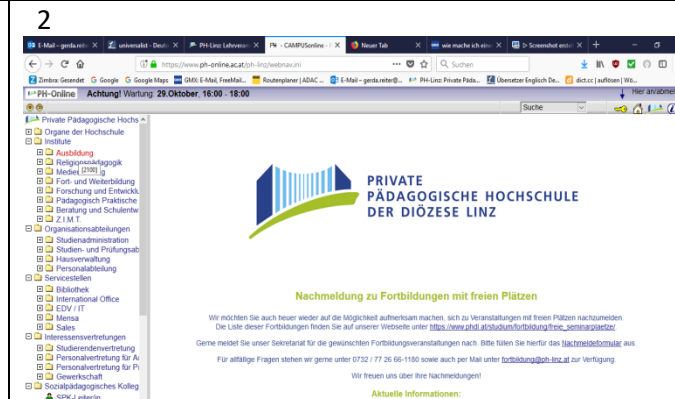 2
E-Mail - gerda.reite
universalist - Deuts
PH-Linz: Lehrveran
- CAMPUSonline -
Neuer Tab
wie mache ich eine
Screenshot erstel
https://www.ph-online.ac.at/ph-linz/webnav.ini
Suchen
Zimbra: Gesendet Google Google Maps GMX: E-Mail, FreeMail... Routenplaner | ADAC ... E-Mail – gerda.reiter@... PH-Linz: Private Päda... Übersetzer Englisch De... dict.cc | auflösen | Wö...
PH-Online Achtung! Wartung: 29.Oktober, 16:00 - 18:00
Hier an/abmel
Suche
Private Pädagogische Hochs
Organe der Hochschule
Institute
Ausbildung
Religionspädagogik
[2100]
Fort- und Weiterbildung
Forschung und Entwicklu
Pädagogisch Praktische
Beratung und Schulentw
Z.I.M.T.
Organisationsabteilungen
Studienadministration
Studien- und Prüfungsab
Hausverwaltung
Personalabteilung
Servicestellen
Bibliothek
International Office
EDV / IT
Mensa
Sales
Interessensvertretungen
Studierendenvertretung
Personalvertretung für A
Personalvertretung für P
Gewerkschaft
Sozialpädagogisches Kolleg
SPK-Leiter/in
PRIVATE
PÄDAGOGISCHE HOCHSCHULE
DER DIÖZESE LINZ
Nachmeldung zu Fortbildungen mit freien Plätzen
Wir möchten Sie auch heuer wieder auf die Möglichkeit aufmerksam machen, sich zu Veranstaltungen mit freien Plätzen nachzumelden.
Die Liste dieser Fortbildungen finden Sie auf unserer Webseite unter https://www.phdl.at/studium/fortbildung/freie_seminarplaetze/.
Gerne meldet Sie unser Sekretariat für die gewünschten Fortbildungsveranstaltungen nach. Bitte füllen Sie hierfür das Nachmeldeformular aus
Für allfällige Fragen stehen wir gerne unter 0732 / 77 26 66-1180 sowie auch per Mail unter fortbildung@ph-linz.at zur Verfügung.
Wir freuen uns über Ihre Nachmeldungen!
Aktuelle Informationen: